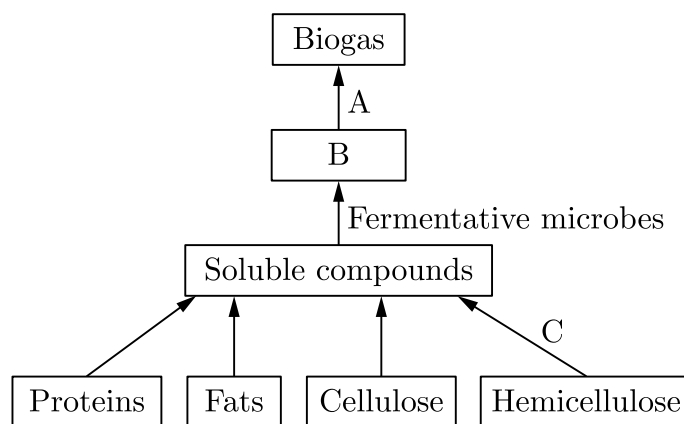 Biogas
A
B
Fermentative microbes
Soluble compounds
C
Proteins Fats Cellulose Hemicellulose